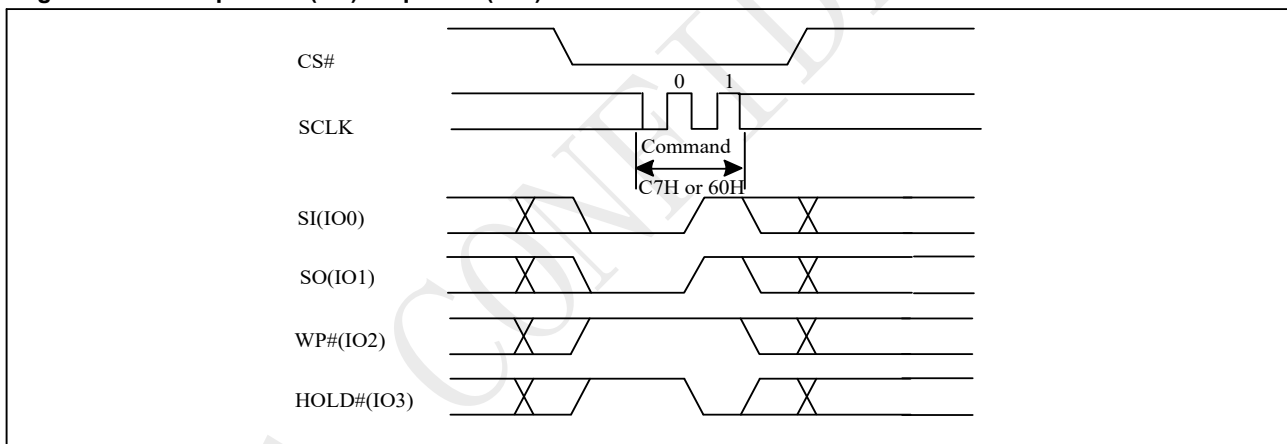 CS#
0 1
SCLK
Command
C7H or 60H
SI(IO0)
SO(IO1)
WP#(IO2)
HOLD#(IO3)